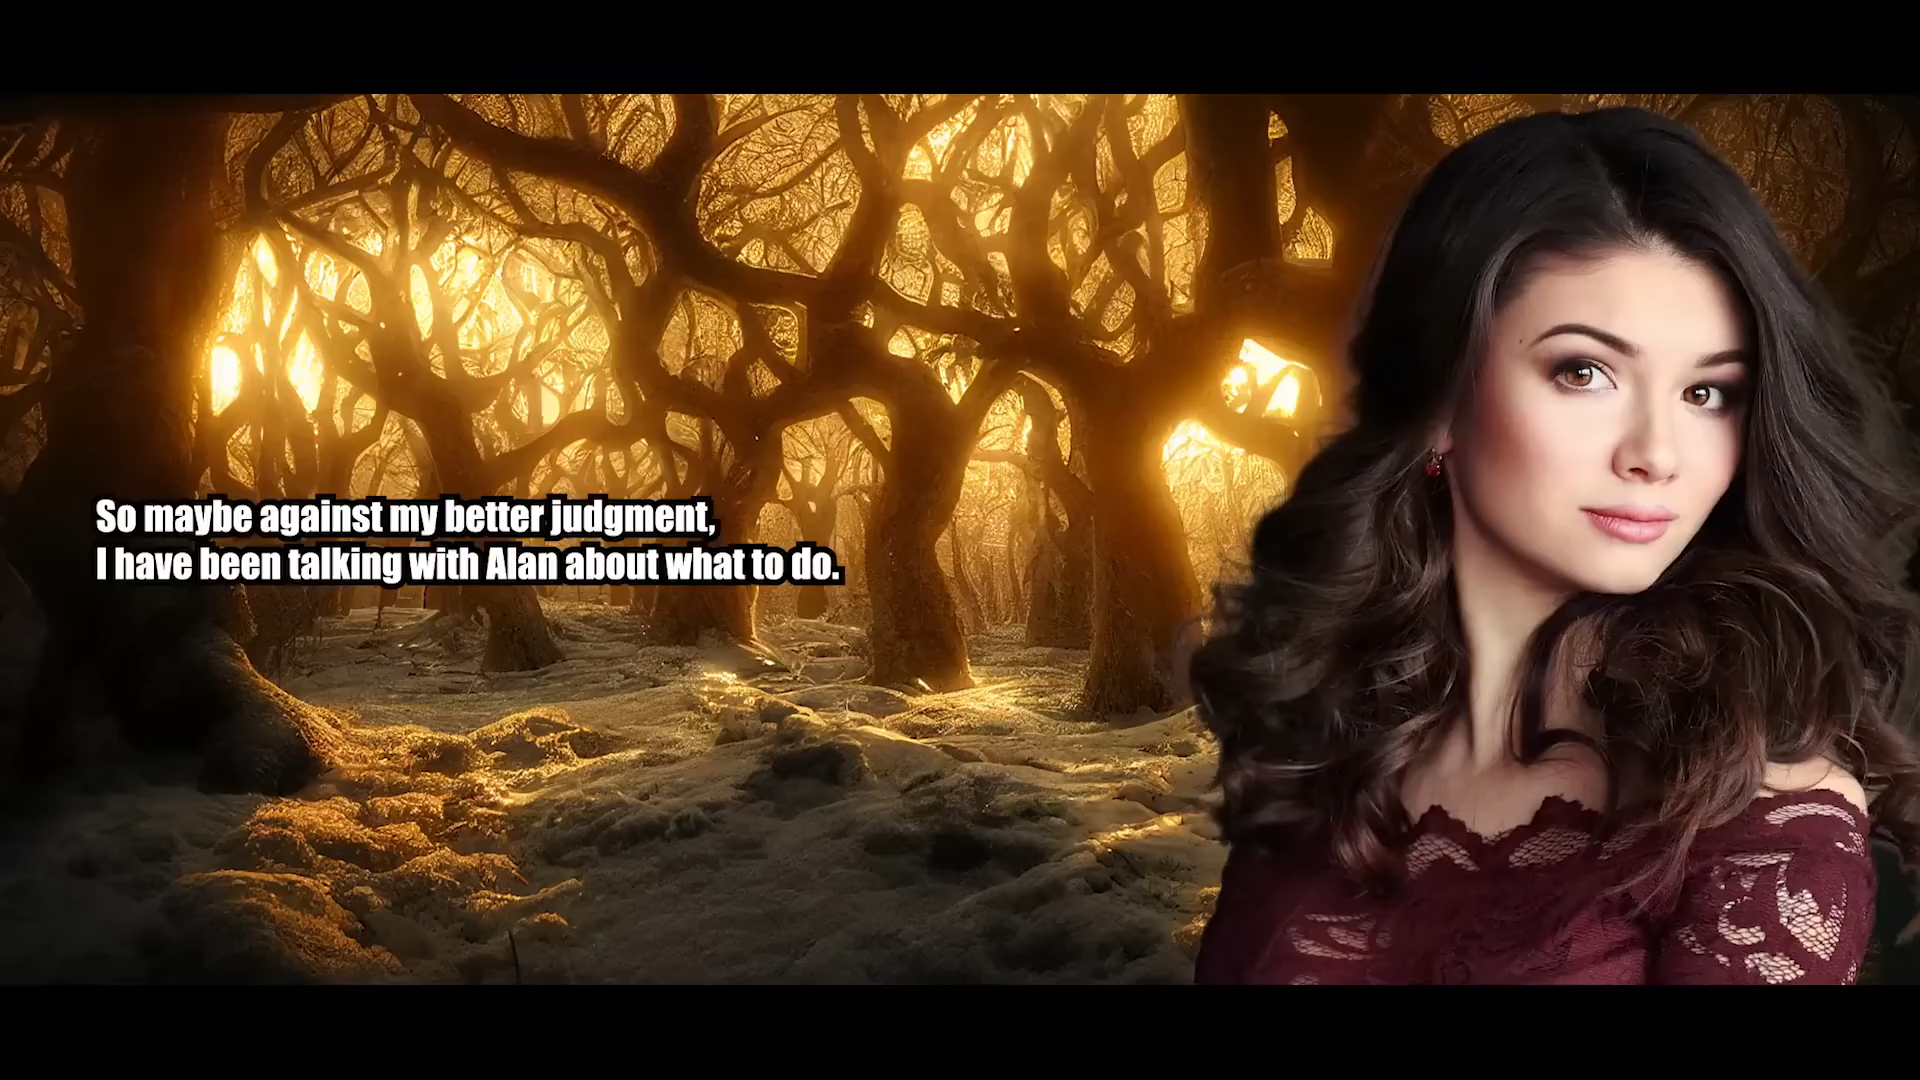 So maybe against my better judgment,
I have been talking with Alan about what to do.